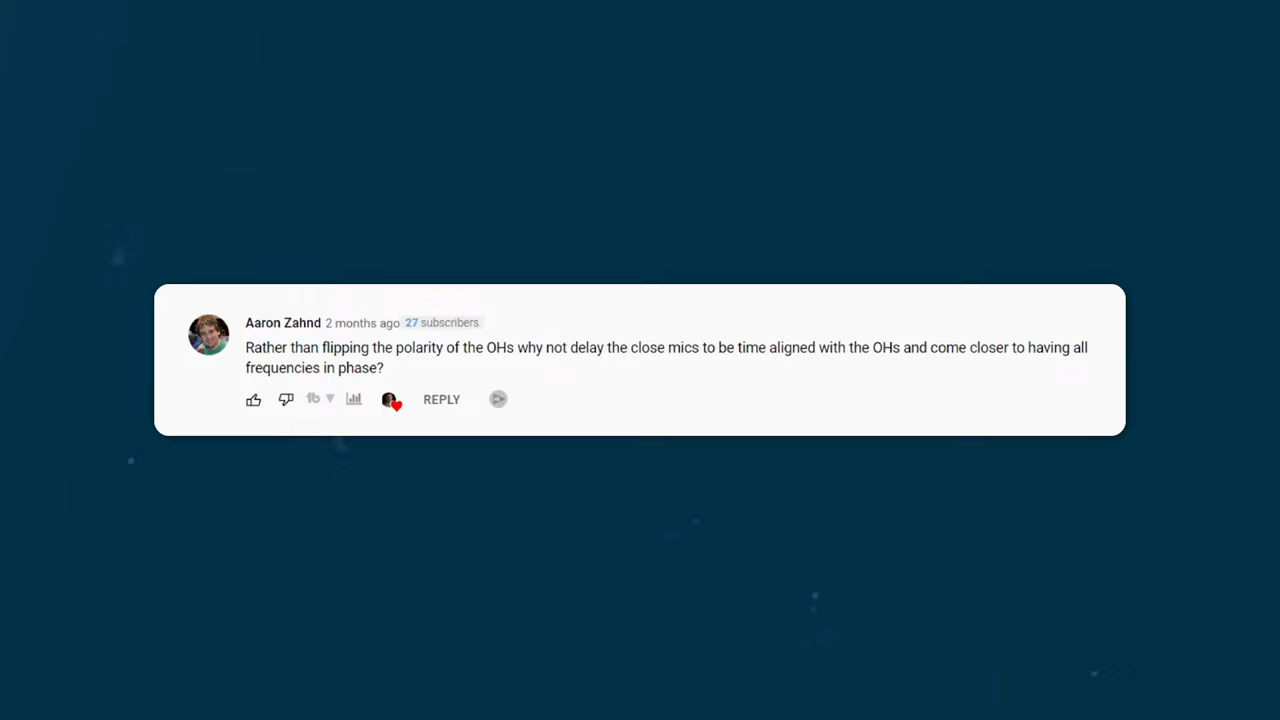 Aaron Zahnd 2 months ago 27 subscribers
Rather than flipping the polarity of the OHs why not delay the close mics to be time aligned with the OHs and come closer to having all
frequencies in phase?
REPLY